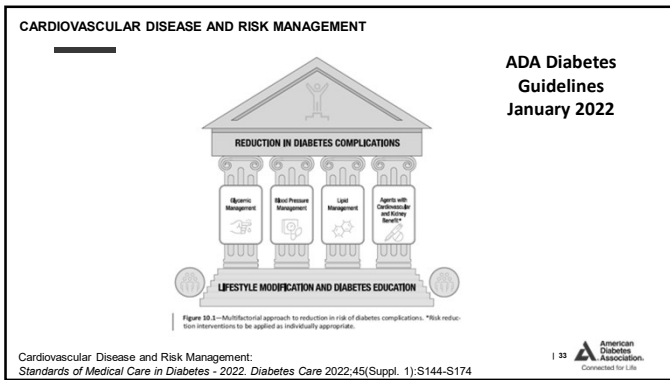 CARDIOVASCULAR DISEASE AND RISK MANAGEMENT
ADA Diabetes
Guidelines
January 2022
REDUCTION IN DIABETES COMPLICATIONS
Glycemic
Management
Blood Pressure
Management
Lipid
Management
Agents with
Cardiovascular
and Kidney
Benefit*
LIFESTYLE MODIFICATION AND DIABETES EDUCATION
Figure 10.1—Multifactorial approach to reduction in risk of diabetes complications. *Risk reduc-
tion interventions to be applied as individually appropriate.
Cardiovascular Disease and Risk Management:
Standards of Medical Care in Diabetes - 2022. Diabetes Care 2022;45(Suppl. 1):S144-S174
| 33
American
Diabetes
Association.
Connected for Life